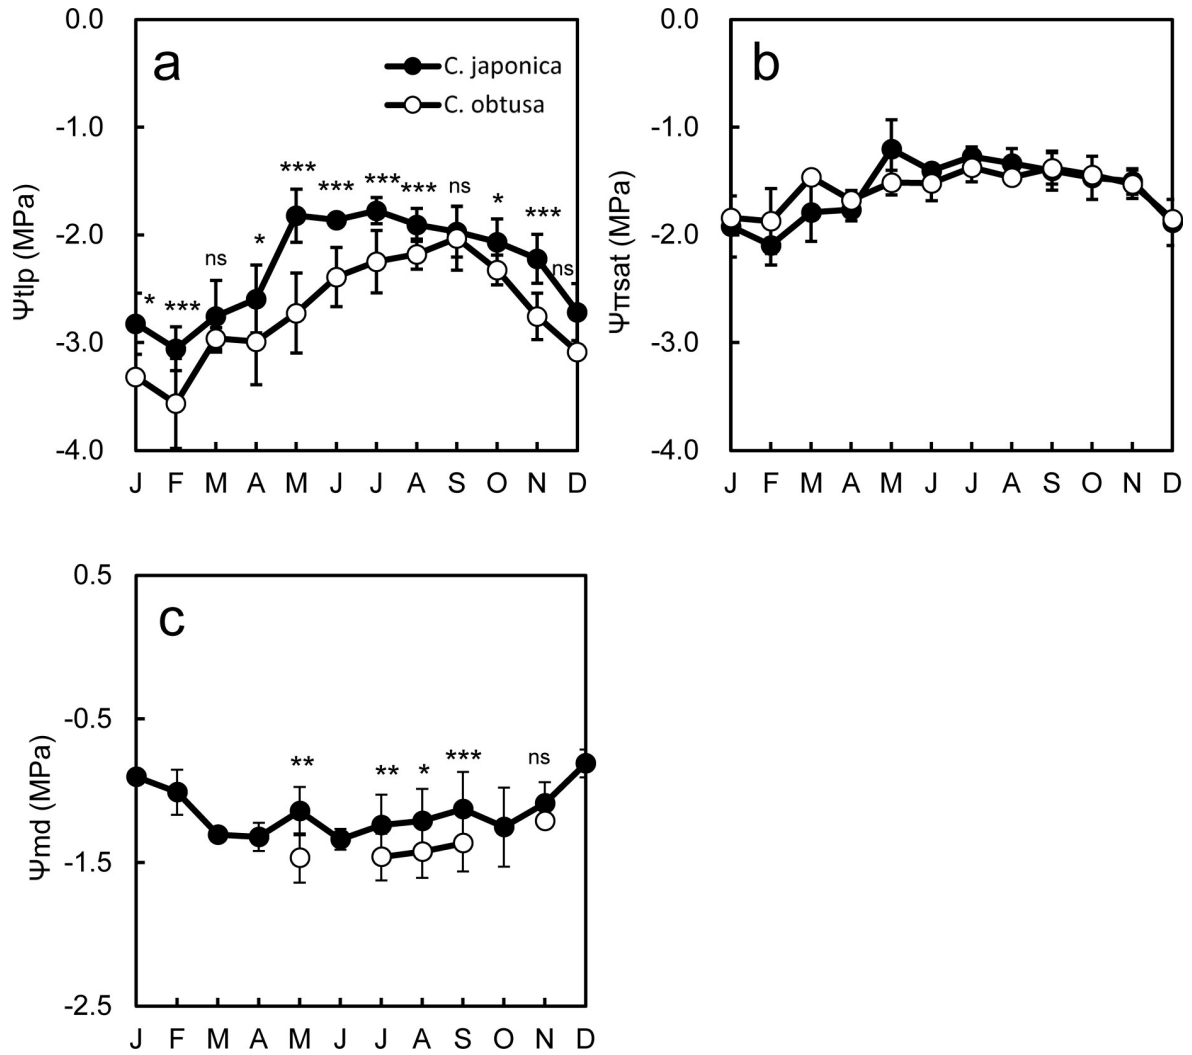 a
C. japonica
C. obtusa
0.0
-1.0
-2.0
-3.0
-4.0
Ψtlp (MPa)
* *** ns * *** *** *** *** ns * *** ns
J F M A M J J A S O N D
b
0.0
-1.0
-2.0
-3.0
-4.0
Ψπsat (MPa)
J F M A M J J A S O N D
c
0.5
-0.5
-1.5
-2.5
Ψmd (MPa)
** ** * *** ns
J F M A M J J A S O N D